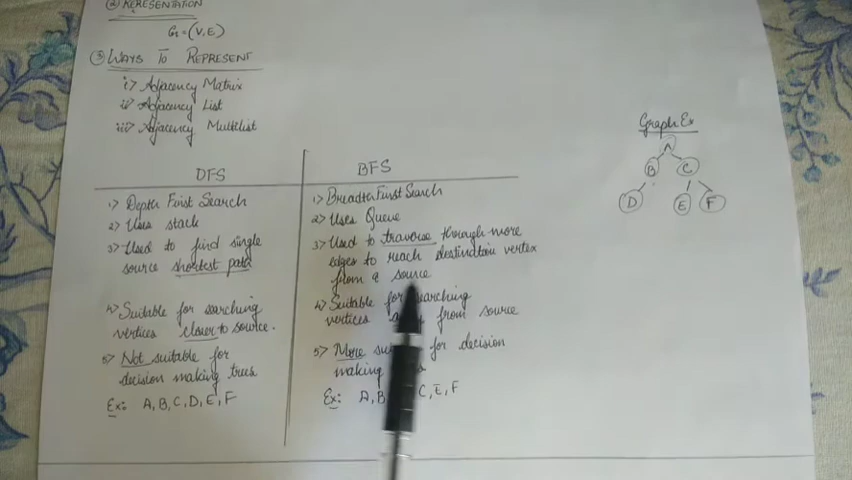 ② REPRESENTATION
G = (V, E)
③ WAYS TO REPRESENT
i> Adjacency Matrix
ii> Adjacency List
iii> Adjacency Multilist
DFS
1> Depth First Search
2> Uses stack
3> Used to find single
source shortest path
4> Suitable for searching
vertices closer to source.
5> Not suitable for
decision making trees
Ex: A, B, C, D, E, F
BFS
1> Breadth First Search
2> Uses Queue
3> Used to traverse through more
edges to reach destination vertex
from a source
4> Suitable for searching
vertices from source
5> More for decision
making
Ex: A, B C, E, F
Graph Ex
A
B C
D E F